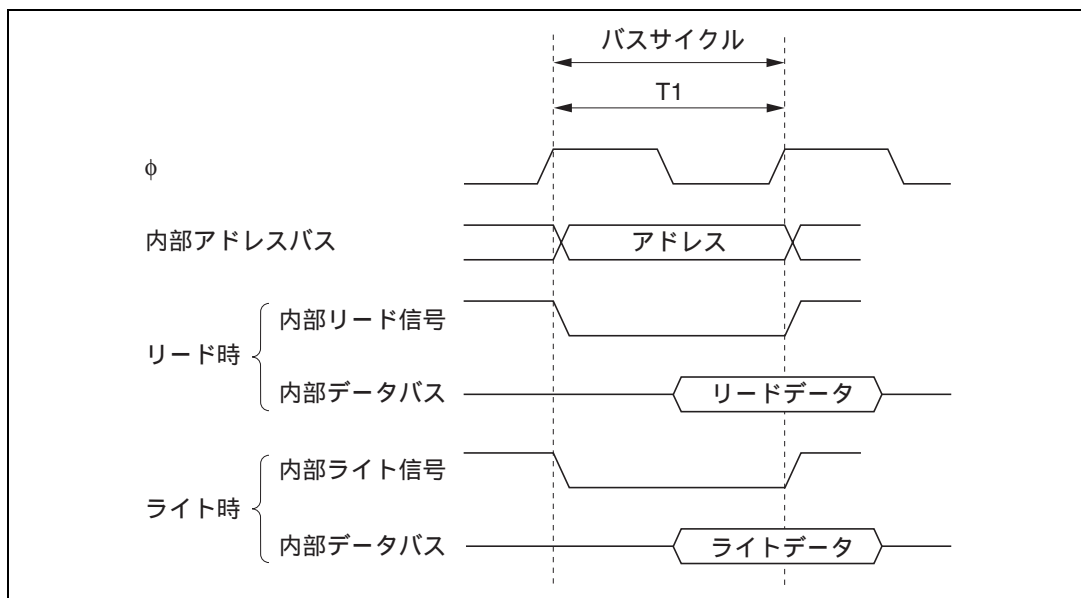 バスサイクル
T1
φ
内部アドレスバス
アドレス
リード時
内部リード信号
内部データバス
リードデータ
ライト時
内部ライト信号
内部データバス
ライトデータ